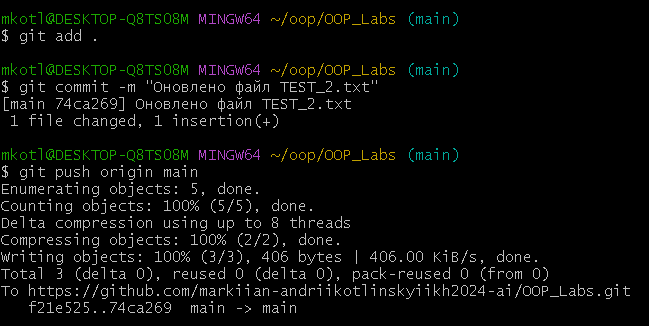 mkotl@DESKTOP-Q8TS08M MINGW64 ~/oop/OOP_Labs (main)
$ git add .
mkotl@DESKTOP-Q8TS08M MINGW64 ~/oop/OOP_Labs (main)
$ git commit -m "Оновлено файл TEST_2.txt"
[main 74ca269] Оновлено файл TEST_2.txt
1 file changed, 1 insertion(+)
mkotl@DESKTOP-Q8TS08M MINGW64 ~/oop/OOP_Labs (main)
$ git push origin main
Enumerating objects: 5, done.
Counting objects: 100% (5/5), done.
Delta compression using up to 8 threads
Compressing objects: 100% (2/2), done.
Writing objects: 100% (3/3), 406 bytes | 406.00 KiB/s, done.
Total 3 (delta 0), reused 0 (delta 0), pack-reused 0 (from 0)
To https://github.com/markiian-andriikotlinskyiikh2024-ai/OOP_Labs.git
f21e525..74ca269  main -> main